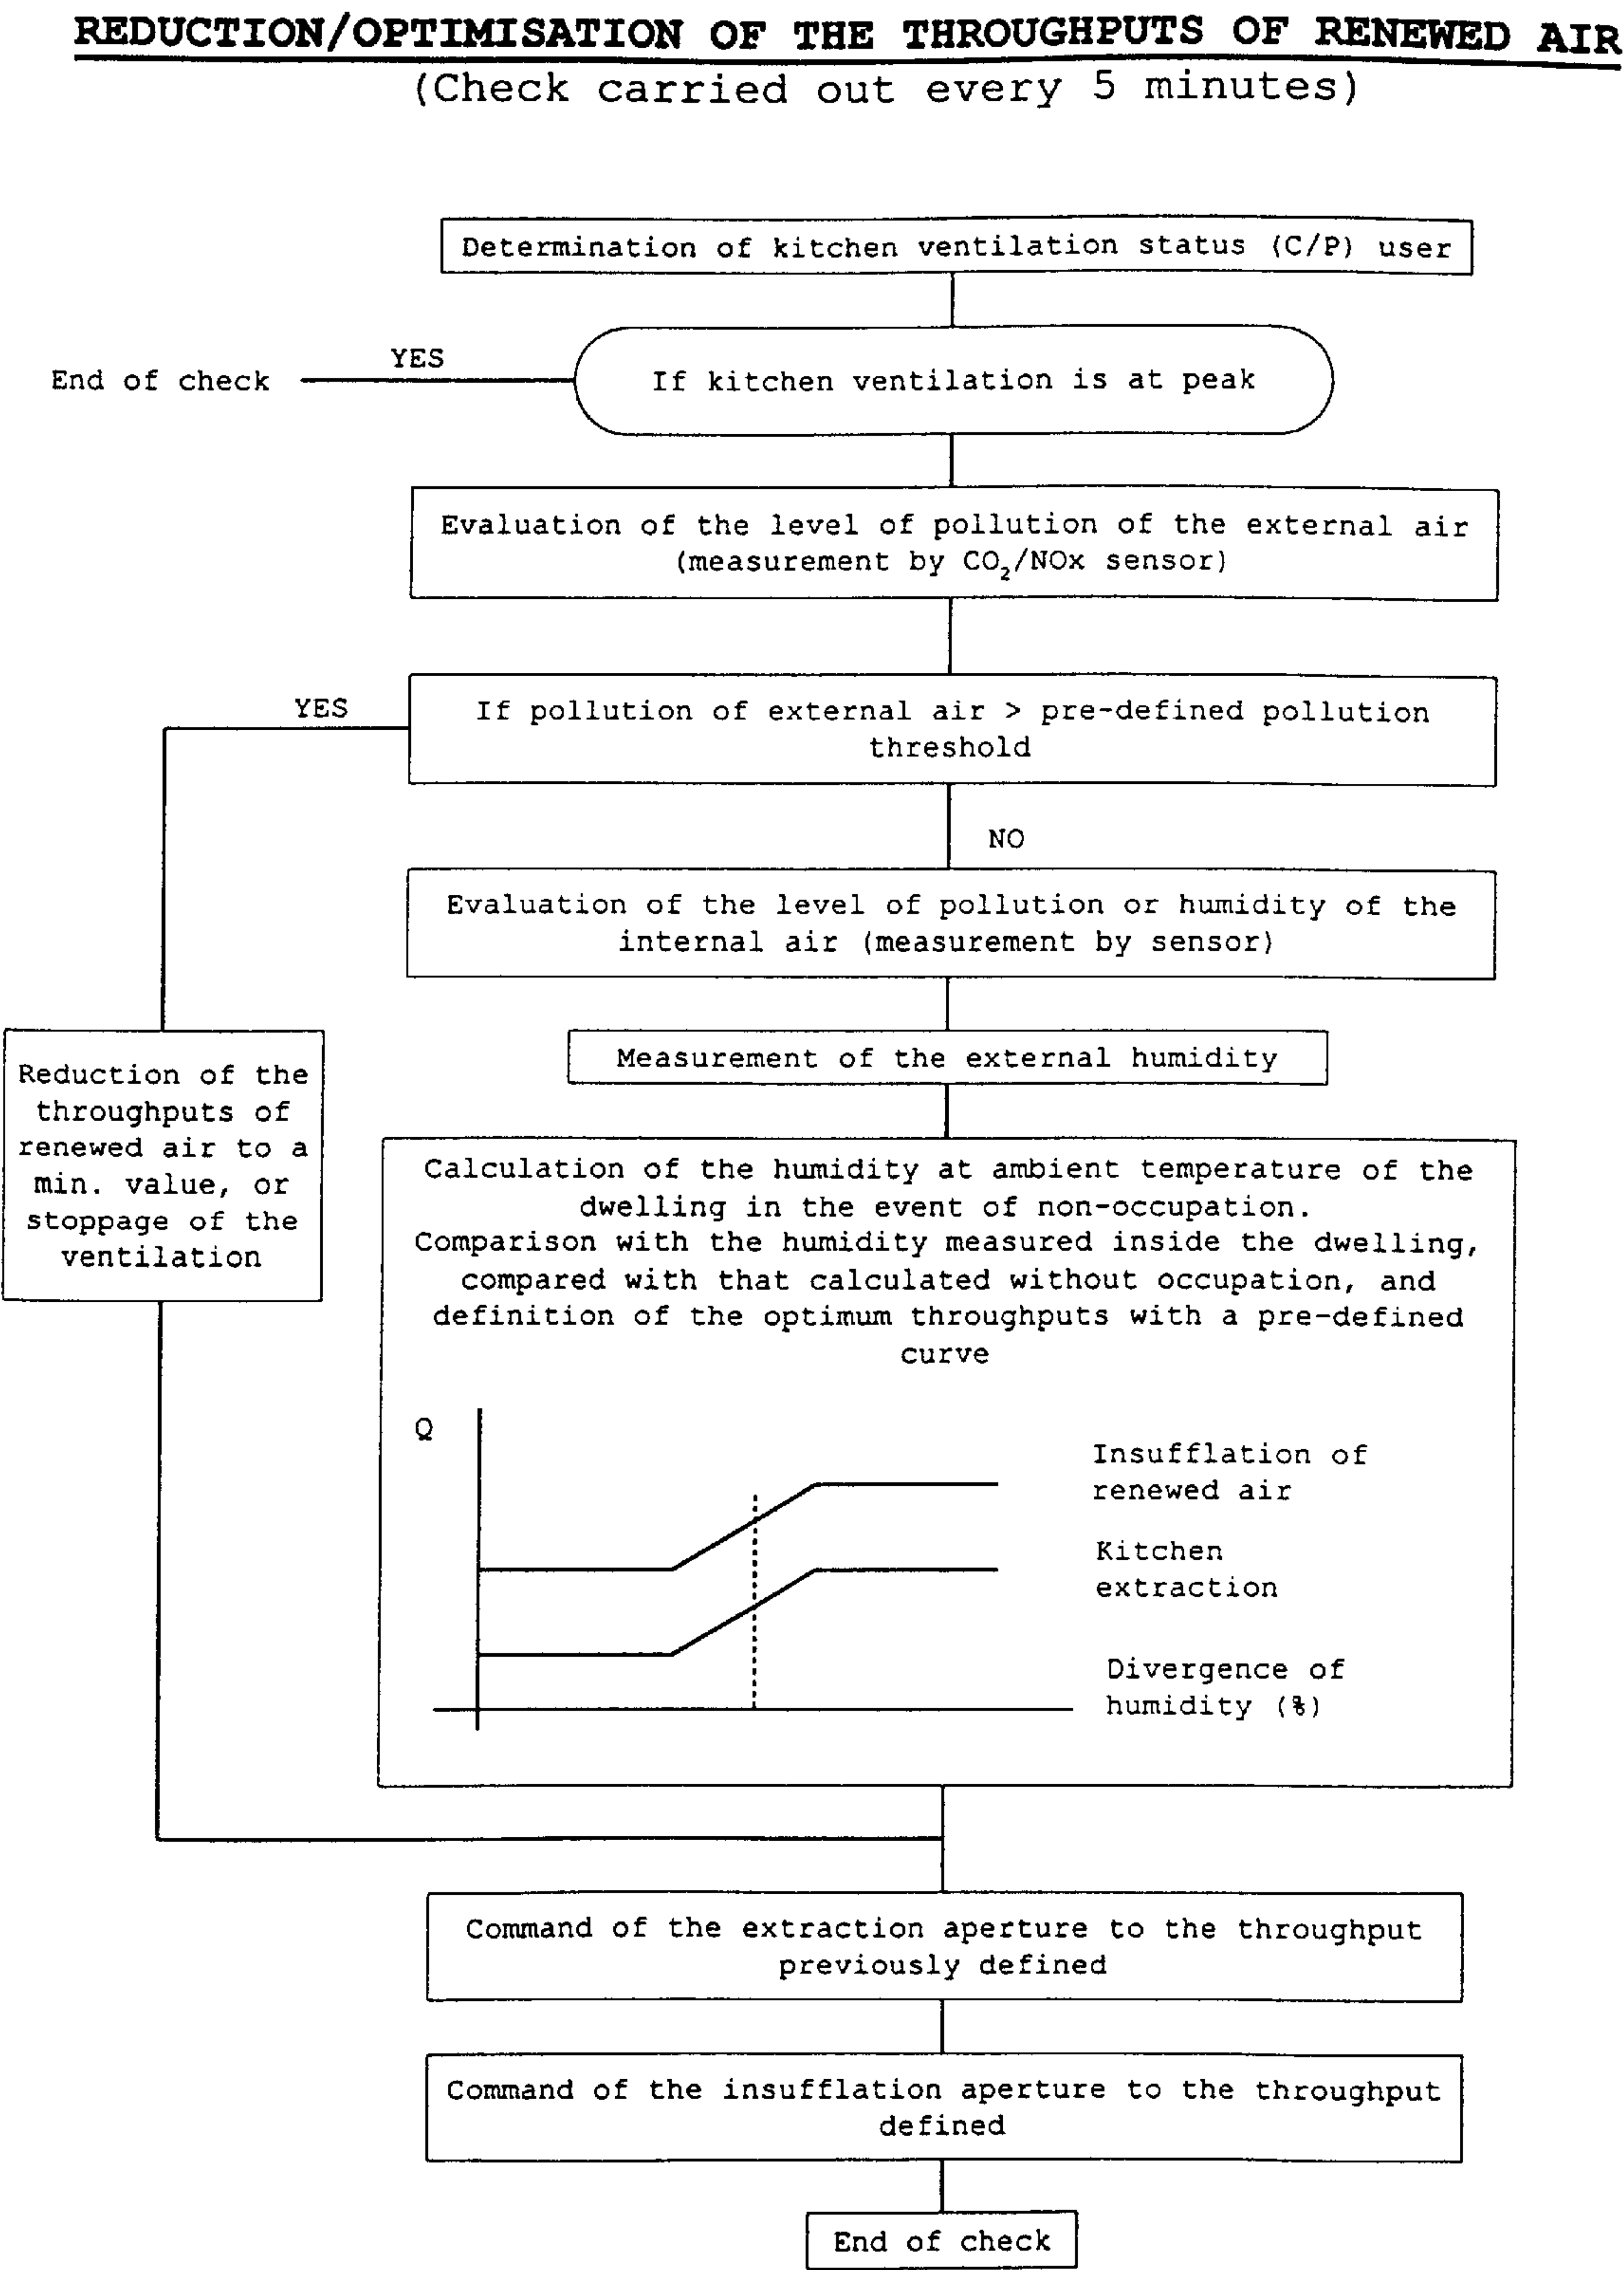 REDUCTION/OPTIMISATION OF THE THROUGHPUTS OF RENEWED AIR
(Check carried out every 5 minutes)
Determination of kitchen ventilation status (C/P) user
YES
End of check
If kitchen ventilation is at peak
Evaluation of the level of pollution of the external air
(measurement by CO₂/NOx sensor)
YES
If pollution of external air > pre-defined pollution
threshold
NO
Evaluation of the level of pollution or humidity of the
internal air (measurement by sensor)
Measurement of the external humidity
Reduction of the
throughputs of
renewed air to a
min. value, or
stoppage of the
ventilation
Calculation of the humidity at ambient temperature of the
dwelling in the event of non-occupation.
Comparison with the humidity measured inside the dwelling,
compared with that calculated without occupation, and
definition of the optimum throughputs with a pre-defined
curve
Q
Insufflation of
renewed air
Kitchen
extraction
Divergence of
humidity (%)
Command of the extraction aperture to the throughput
previously defined
Command of the insufflation aperture to the throughput
defined
End of check